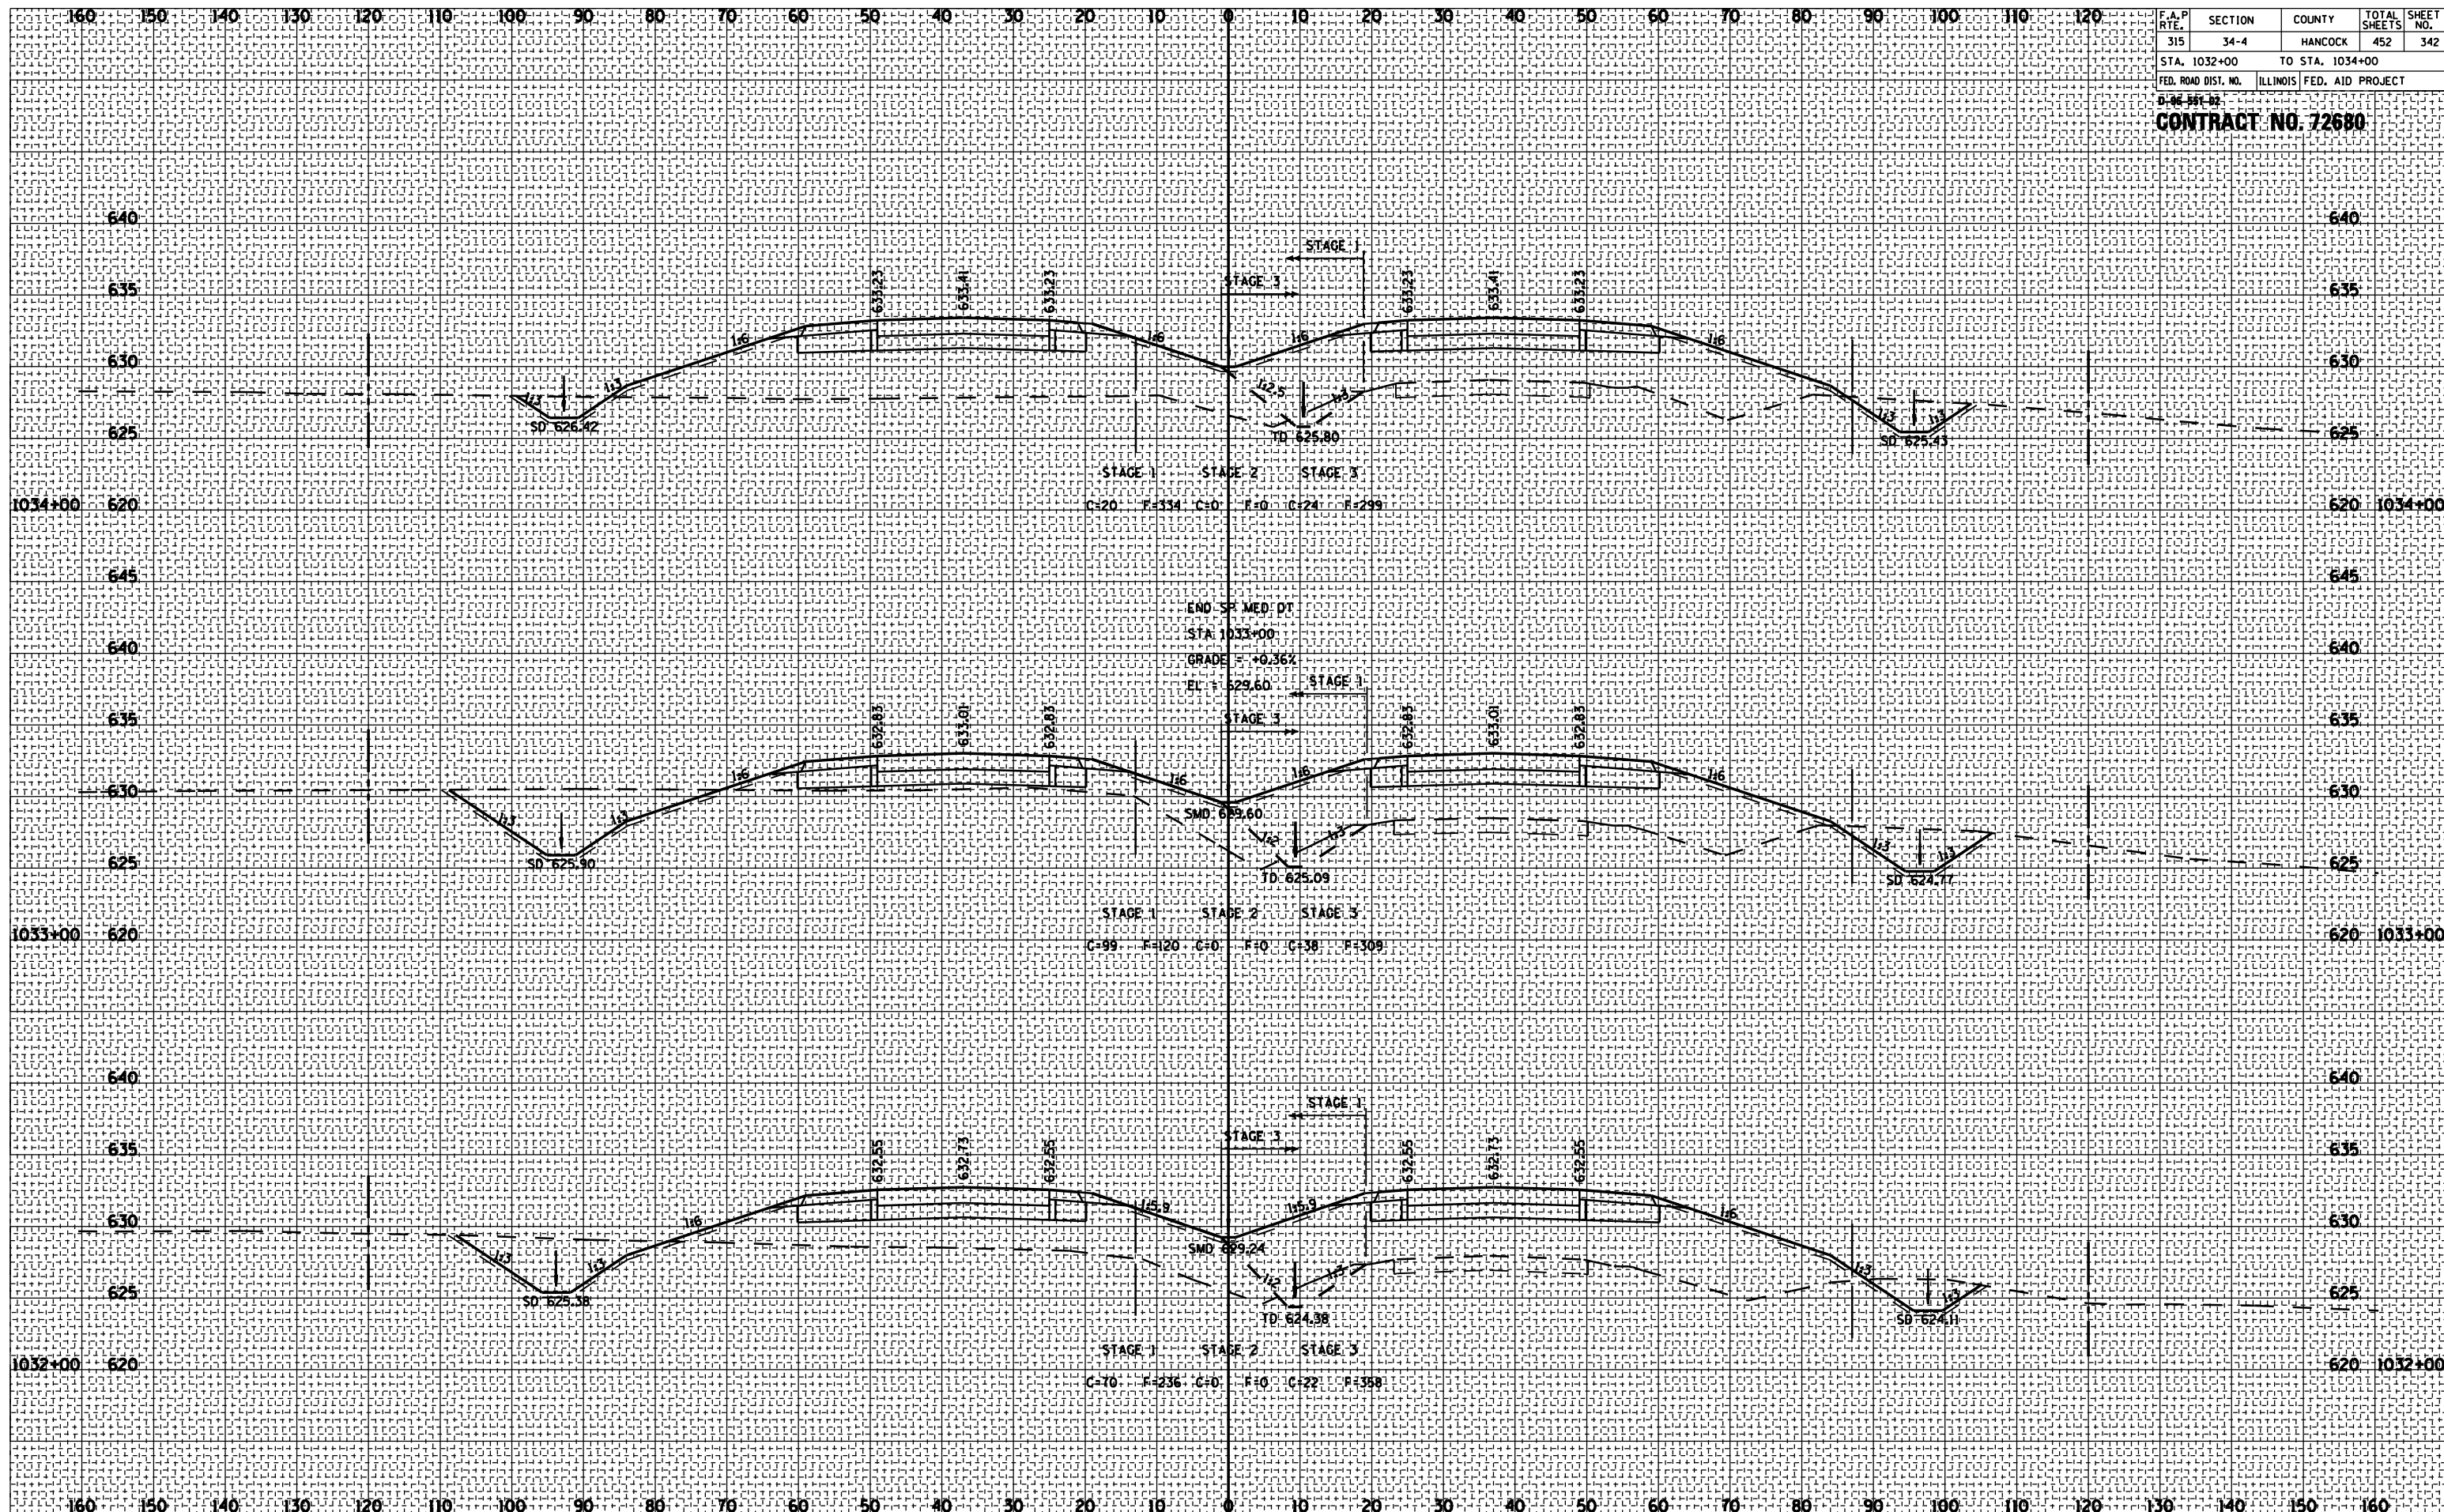 160 150 140 130 120 110 100 90 80 70 60 50 40 30 20 10 0 10 20 30 40 50 60 70 80 90 100 110 120
F.A.P. RTE. SECTION COUNTY TOTAL SHEETS SHEET NO.
315 34-4 HANCOCK 452 342
STA. 1032+00 TO STA. 1034+00
FED. ROAD DIST. NO. ILLINOIS FED. AID PROJECT
D-96-551-02
CONTRACT NO. 72680
640 640
STAGE 1
STAGE 3
635 633.23 633.41 633.23 633.23 633.41 633.23 635
1:6 1:6 1:6 1:6
630 630
1:3 1:3 1:2.5 1:3 1:3 1:3
625 SD 626.42 TD 625.80 SD 625.43 625
STAGE 1 STAGE 2 STAGE 3
1034+00 620 C=20 F=334 C=0 F=0 C=24 F=299 620 1034+00
645 645
END SP MED DT
STA 1033+00
640 640
GRADE = +0.36%
EL = 629.60 STAGE 1
STAGE 3
635 632.83 633.01 632.83 632.83 633.01 632.83 635
1:6 1:6 1:6 1:6
630 630
SMD 629.60
1:3 1:3 1:2 1:3 1:3 1:3
625 SD 625.90 TD 625.09 SD 624.77 625
STAGE 1 STAGE 2 STAGE 3
1033+00 620 620 1033+00
C=99 F=120 C=0 F=0 C=38 F=309
640 640
STAGE 1
STAGE 3
635 632.55 632.73 632.55 632.55 632.73 632.55 635
1:6 1:5.9 1:5.9 1:6
630 630
SMD 629.24
1:3 1:3 1:2 1:3 1:3 1:3
625 SD 625.38 TD 624.38 SD 624.11 625
STAGE 1 STAGE 2 STAGE 3
1032+00 620 620 1032+00
C=70 F=236 C=0 F=0 C=22 F=358
160 150 140 130 120 110 100 90 80 70 60 50 40 30 20 10 0 10 20 30 40 50 60 70 80 90 100 110 120 130 140 150 160